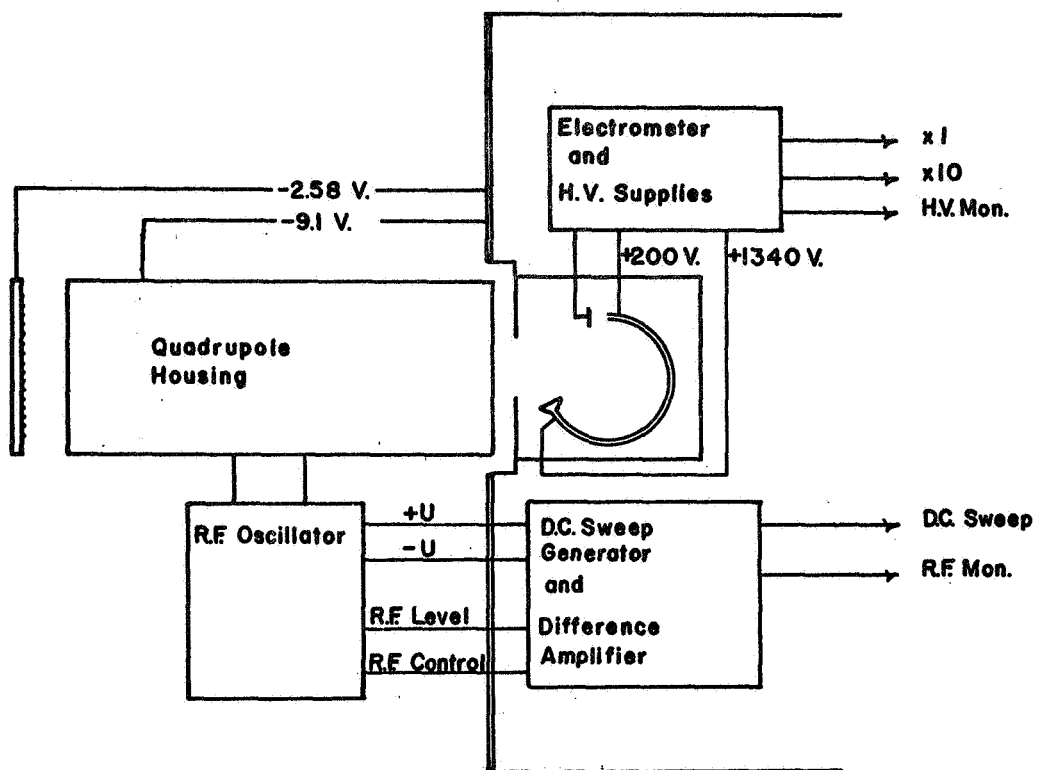 Electrometer
and
H.V. Supplies
x1
x10
H.V. Mon.
-2.58 V.
-9.1 V.
+200 V.
+1340 V.
Quadrupole
Housing
R.F. Oscillator
+U
-U
R.F. Level
R.F. Control
D.C. Sweep
Generator
and
Difference
Amplifier
D.C. Sweep
R.F. Mon.